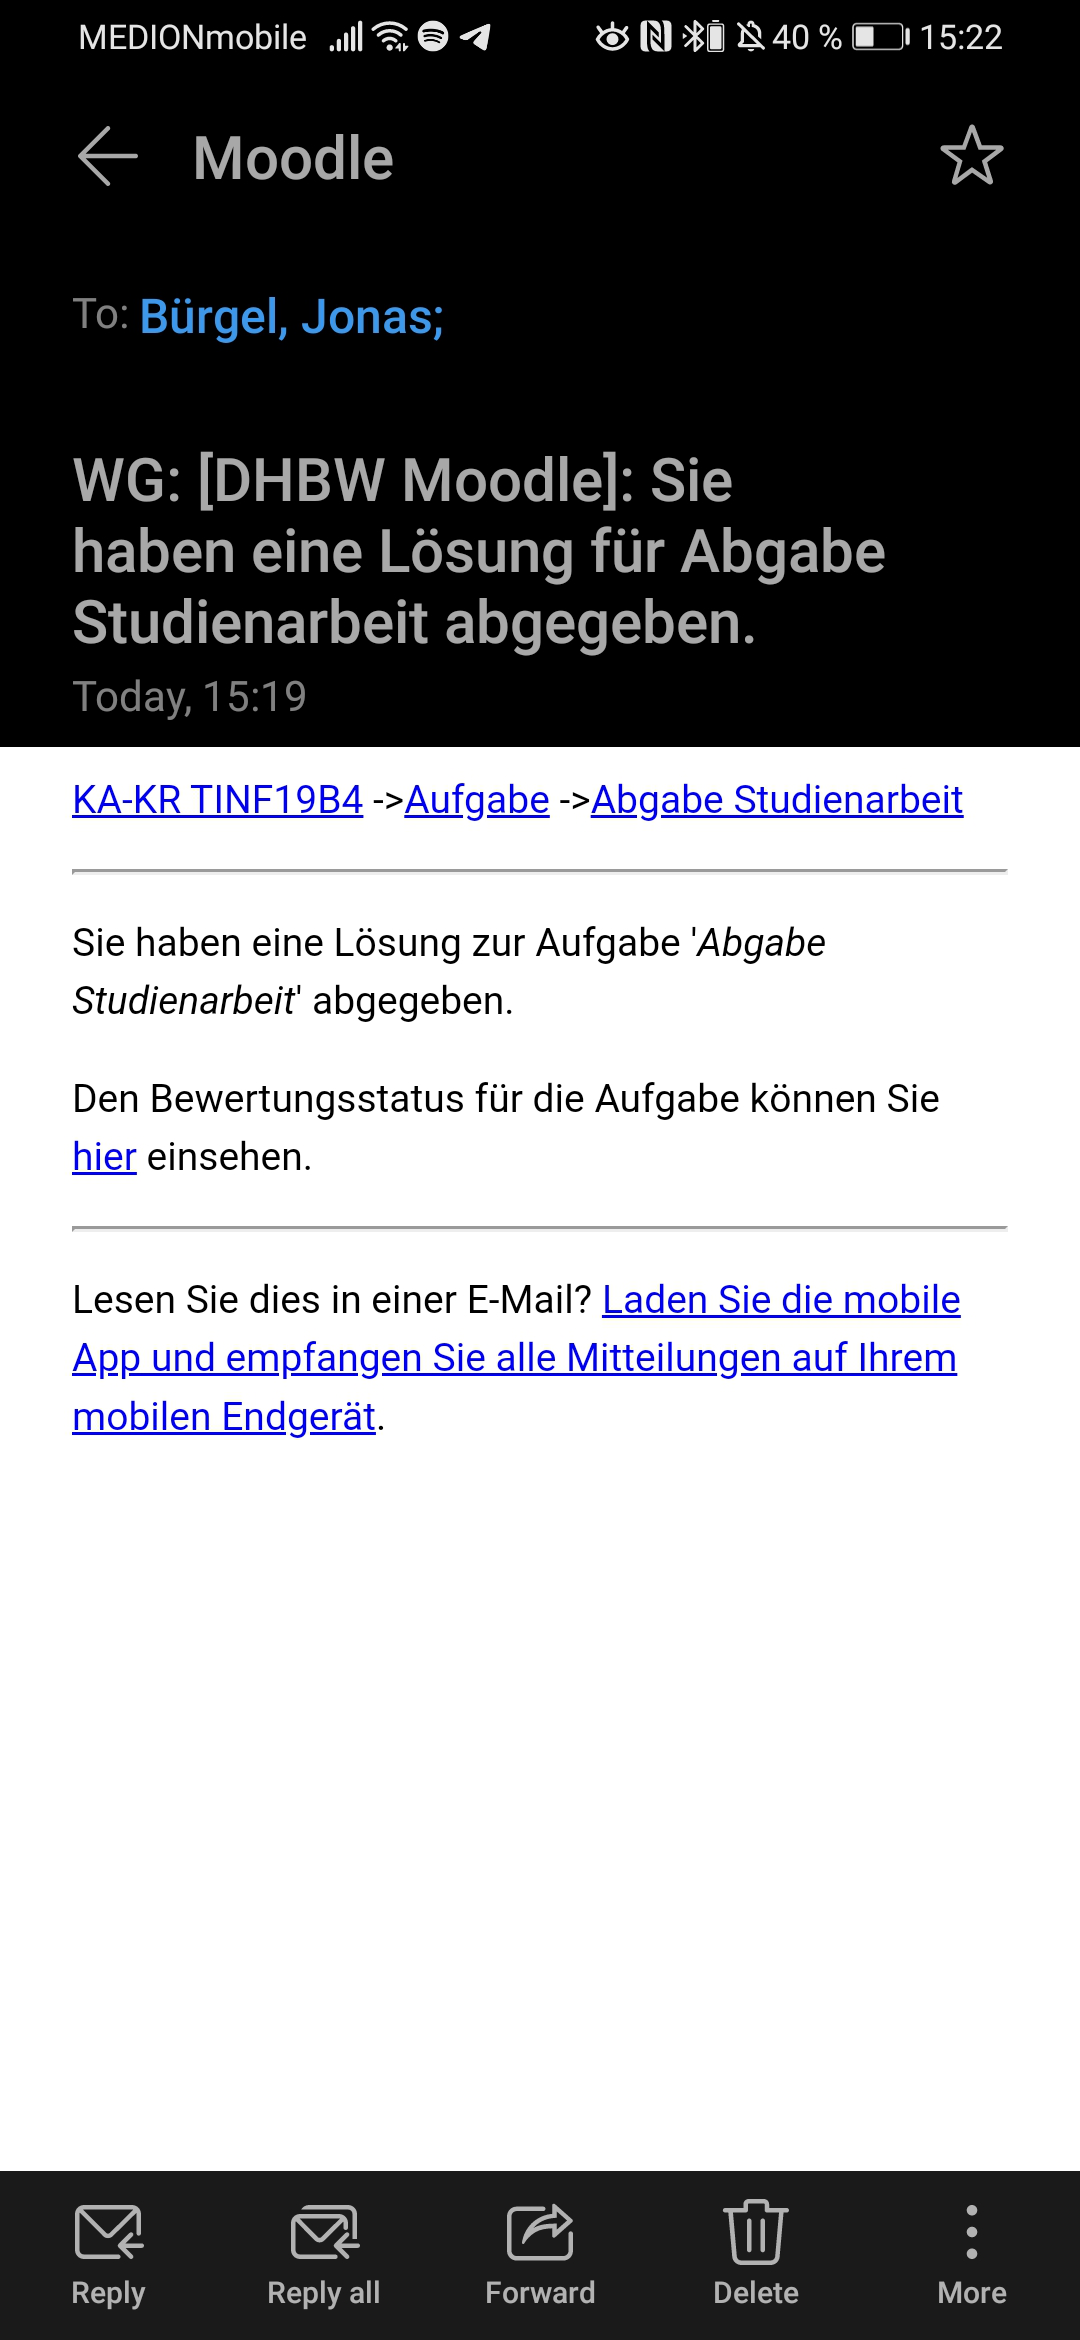 MEDIONmobile 40 % 15:22
Moodle
To: Bürgel, Jonas;
WG: [DHBW Moodle]: Sie
haben eine Lösung für Abgabe
Studienarbeit abgegeben.
Today, 15:19
KA-KR TINF19B4 ->Aufgabe ->Abgabe Studienarbeit
Sie haben eine Lösung zur Aufgabe 'Abgabe
Studienarbeit' abgegeben.
Den Bewertungsstatus für die Aufgabe können Sie
hier einsehen.
Lesen Sie dies in einer E-Mail? Laden Sie die mobile
App und empfangen Sie alle Mitteilungen auf Ihrem
mobilen Endgerät.
Reply Reply all Forward Delete More